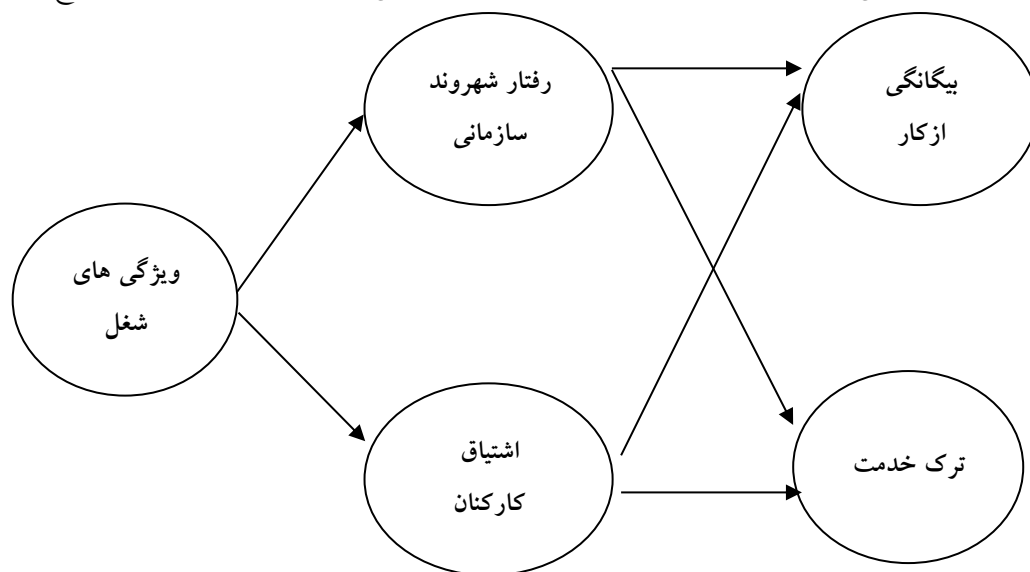 رفتار شهروند
سازمانی
بیگانگی
ازکار
ویژگی های
شغل
اشتیاق
کارکنان
ترک خدمت